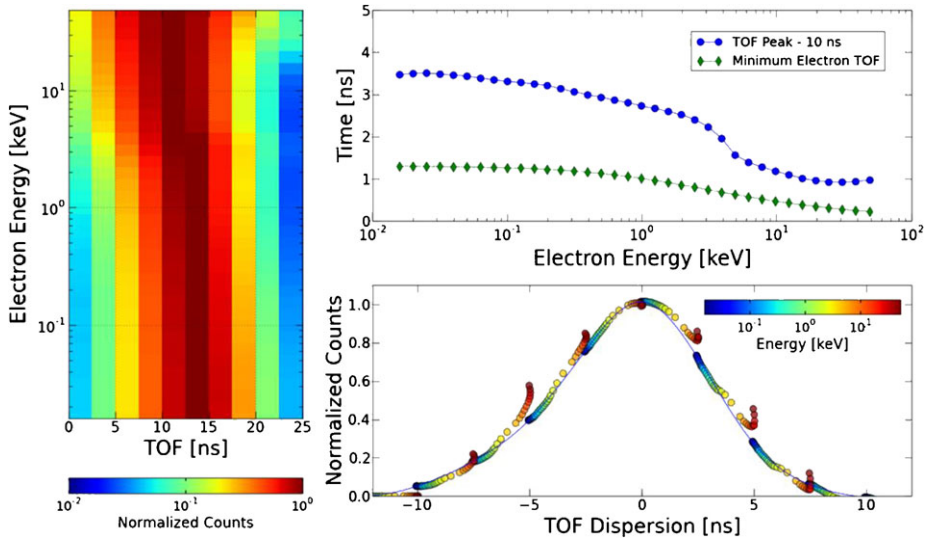 Electron Energy [keV]
10^1
10^0
10^-1
0 5 10 15 20 25
TOF [ns]
10^-2 10^-1 10^0
Normalized Counts
Time [ns]
5
4
3
2
1
0
TOF Peak - 10 ns
Minimum Electron TOF
10^-2 10^-1 10^0 10^1 10^2
Electron Energy [keV]
Normalized Counts
1.0
0.8
0.6
0.4
0.2
0.0
10^-1 10^0 10^1
Energy [keV]
−10 −5 0 5 10
TOF Dispersion [ns]